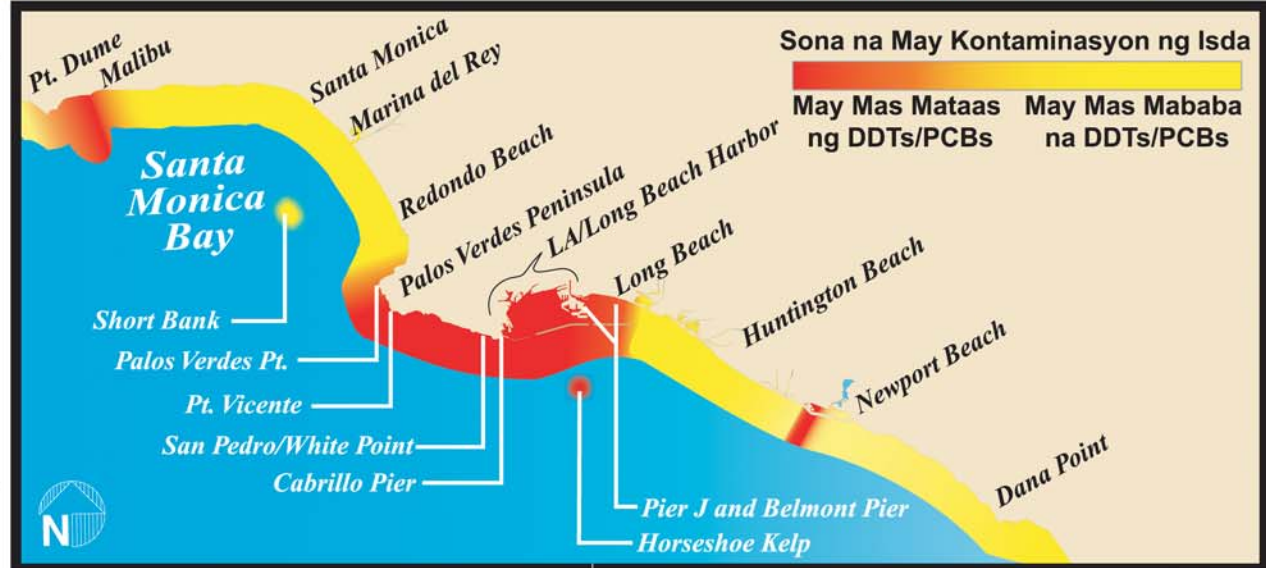 Sona na May Kontaminasyon ng Isda
May Mas Mataas
ng DDTs/PCBs
May Mas Mababa
na DDTs/PCBs
Pt. Dume
Malibu
Santa Monica
Marina del Rey
Redondo Beach
Palos Verdes Peninsula
LA/Long Beach Harbor
Long Beach
Huntington Beach
Newport Beach
Dana Point
Santa
Monica
Bay
Short Bank
Palos Verdes Pt.
Pt. Vicente
San Pedro/White Point
Cabrillo Pier
Pier J and Belmont Pier
Horseshoe Kelp
N